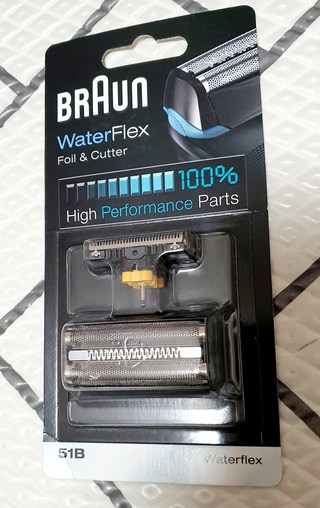 BRAUN
WaterFlex
Foil & Cutter
100%
High Performance Parts
51B
Waterflex